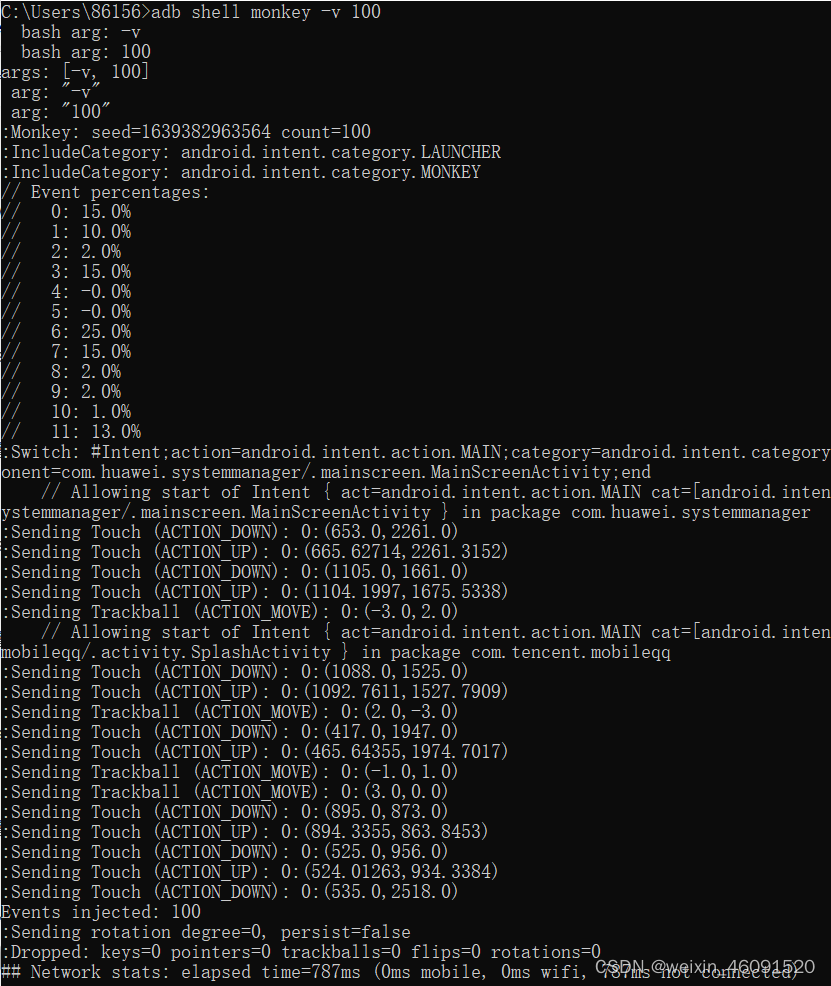 C:\Users\86156>adb shell monkey -v 100
  bash arg: -v
  bash arg: 100
args: [-v, 100]
 arg: "-v"
 arg: "100"
:Monkey: seed=1639382963564 count=100
:IncludeCategory: android.intent.category.LAUNCHER
:IncludeCategory: android.intent.category.MONKEY
// Event percentages:
//   0: 15.0%
//   1: 10.0%
//   2: 2.0%
//   3: 15.0%
//   4: -0.0%
//   5: -0.0%
//   6: 25.0%
//   7: 15.0%
//   8: 2.0%
//   9: 2.0%
//   10: 1.0%
//   11: 13.0%
:Switch: #Intent;action=android.intent.action.MAIN;category=android.intent.category
onent=com.huawei.systemmanager/.mainscreen.MainScreenActivity;end
    // Allowing start of Intent { act=android.intent.action.MAIN cat=[android.inten
ystemmanager/.mainscreen.MainScreenActivity } in package com.huawei.systemmanager
:Sending Touch (ACTION_DOWN): 0:(653.0,2261.0)
:Sending Touch (ACTION_UP): 0:(665.62714,2261.3152)
:Sending Touch (ACTION_DOWN): 0:(1105.0,1661.0)
:Sending Touch (ACTION_UP): 0:(1104.1997,1675.5338)
:Sending Trackball (ACTION_MOVE): 0:(-3.0,2.0)
    // Allowing start of Intent { act=android.intent.action.MAIN cat=[android.inten
mobileqq/.activity.SplashActivity } in package com.tencent.mobileqq
:Sending Touch (ACTION_DOWN): 0:(1088.0,1525.0)
:Sending Touch (ACTION_UP): 0:(1092.7611,1527.7909)
:Sending Trackball (ACTION_MOVE): 0:(2.0,-3.0)
:Sending Touch (ACTION_DOWN): 0:(417.0,1947.0)
:Sending Touch (ACTION_UP): 0:(465.64355,1974.7017)
:Sending Trackball (ACTION_MOVE): 0:(-1.0,1.0)
:Sending Trackball (ACTION_MOVE): 0:(3.0,0.0)
:Sending Touch (ACTION_DOWN): 0:(895.0,873.0)
:Sending Touch (ACTION_UP): 0:(894.3355,863.8453)
:Sending Touch (ACTION_DOWN): 0:(525.0,956.0)
:Sending Touch (ACTION_UP): 0:(524.01263,934.3384)
:Sending Touch (ACTION_DOWN): 0:(535.0,2518.0)
Events injected: 100
:Sending rotation degree=0, persist=false
:Dropped: keys=0 pointers=0 trackballs=0 flips=0 rotations=0
## Network stats: elapsed time=787ms (0ms mobile, 0ms wifi, 787ms not connected)
CSDN @weixin_46091520